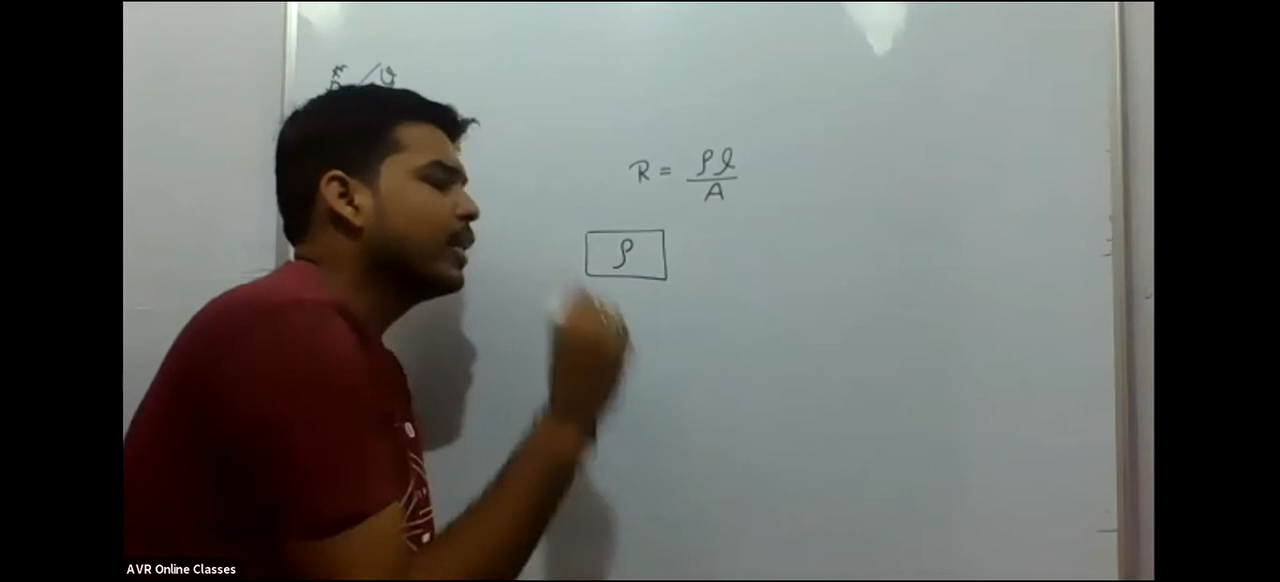 R = ρl/A
ρ
AVR Online Classes